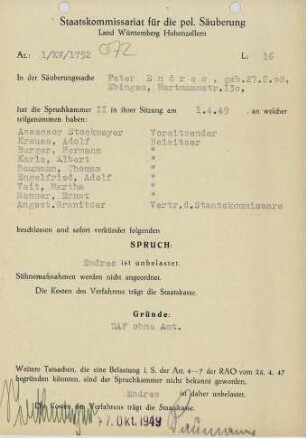 Staatskommissariat für die pol. Säuberung
Land Württemberg Hohenzollern
Az.: 1/KW/1752 072 L: 16
In der Säuberungssache Peter Endres, geb.27.2.08,
Ebingen, Hartmannstr.130,
hat die Spruchkammer II in ihrer Sitzung am 1.4.49 an welcher
teilgenommen haben:
Assessor Stockmayer Vorsitzender
Krauss, Adolf Beisitzer
Burger, Hermann "
Karle, Albert "
Baumann, Thomas "
Engelfried, Adolf "
Veit, Martha "
Henner, Ernst "
Angest. Vertr.d.Staatskommissars
beschlossen und sofort verkündet folgenden
SPRUCH:
Endres ist unbelastet.
Sühnemaßnahmen werden nicht angeordnet.
Die Kosten des Verfahrens trägt die Staatskasse.
Gründe:
DAF ohne Amt.
Weitere Tatsachen, die eine Belastung i. S. der Art. 4—7 der RAO vom 25. 4. 47
begründen könnten, sind der Spruchkammer nicht bekannt geworden.
Endres ist daher unbelastet.
Die Kosten des Verfahrens trägt die Staatskasse.
7. Okt. 1949 Baumann